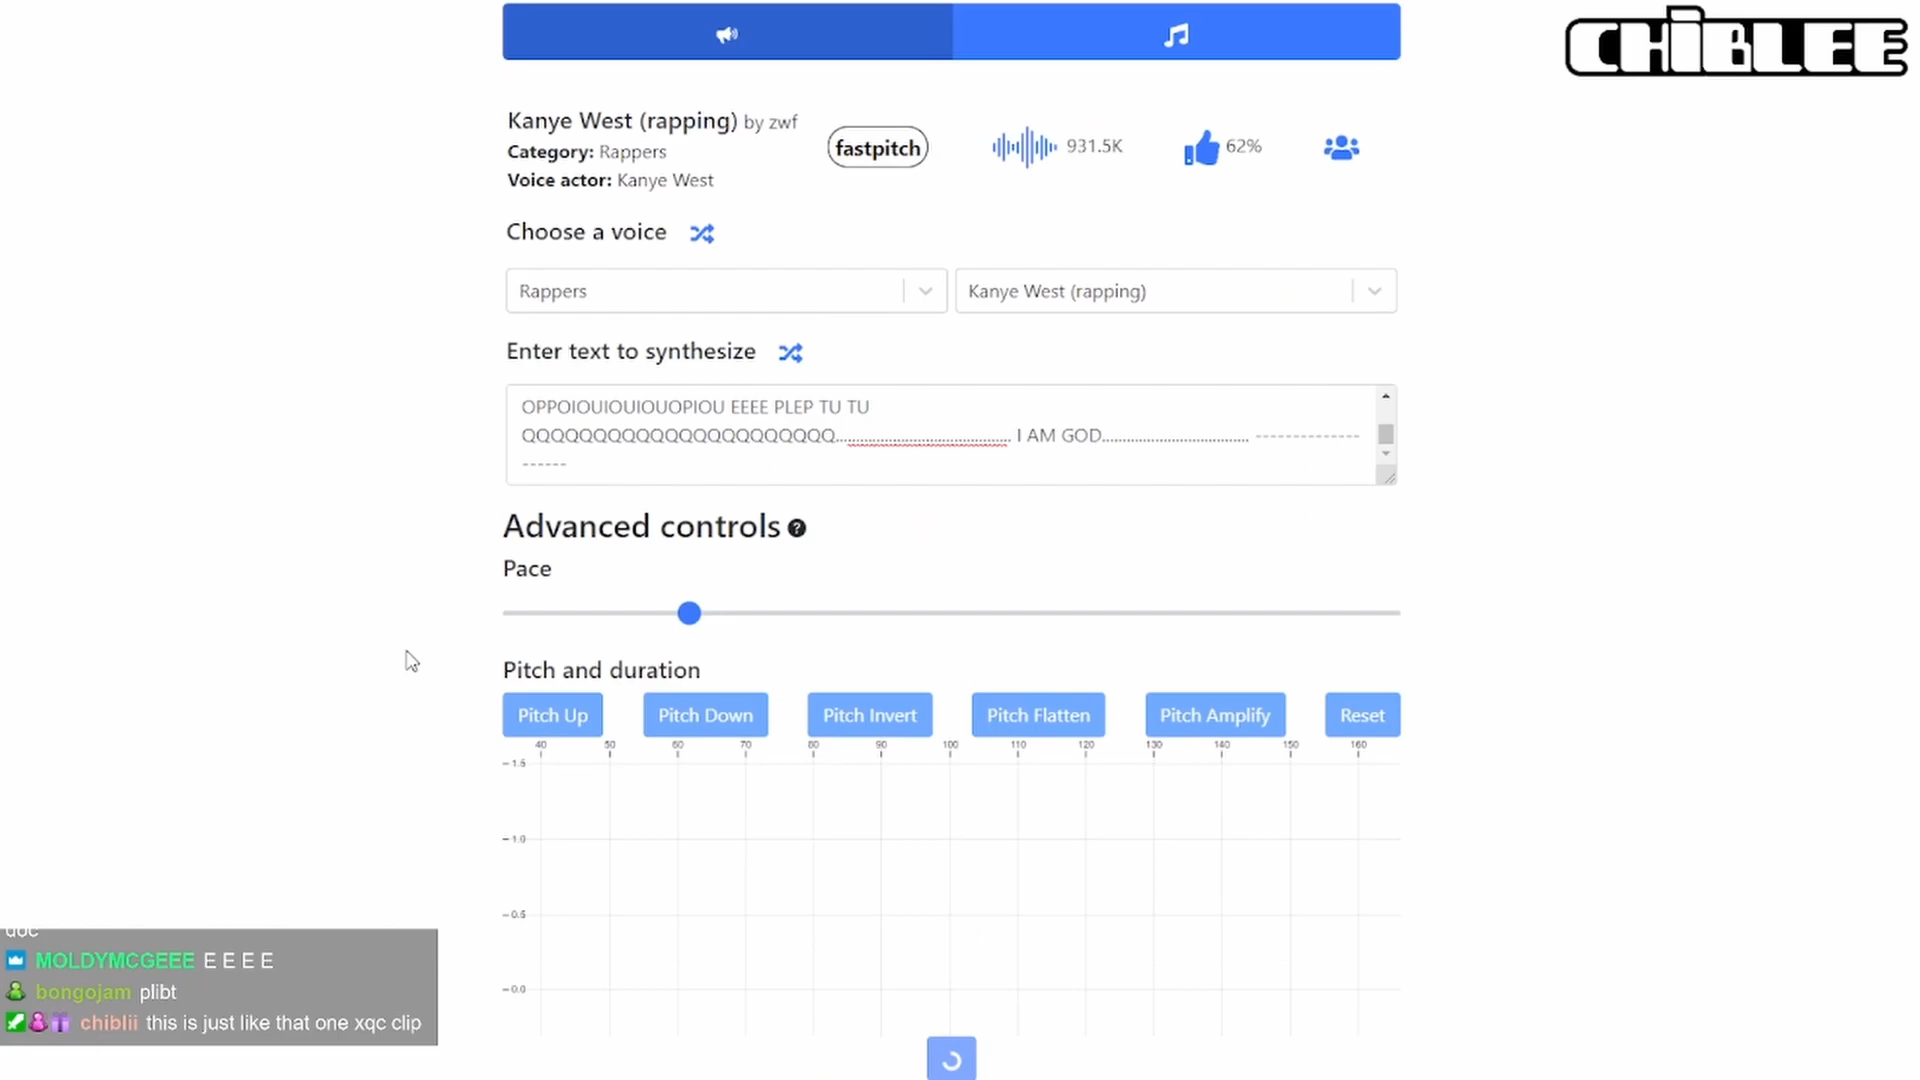 CHIBLEE
Kanye West (rapping) by zwf
Category: Rappers
Voice actor: Kanye West
fastpitch
931.5K
62%
Choose a voice
Rappers
Kanye West (rapping)
Enter text to synthesize
OPPOIOUIOUIOUOPIOU EEEE PLEP TU TU
QQQQQQQQQQQQQQQQQQQQQQ............................................ I AM GOD..................................... ---------------
------
Advanced controls
Pace
Pitch and duration
Pitch Up Pitch Down Pitch Invert Pitch Flatten Pitch Amplify Reset
40 50 60 70 80 90 100 110 120 130 140 150 160
1.5
1.0
0.5
0.0
MOLDYMCGEEE E E E E
bongojam plibt
chiblii this is just like that one xqc clip